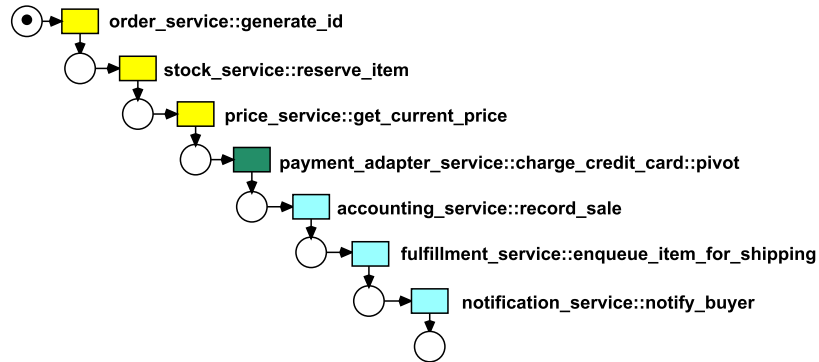 order_service::generate_id
stock_service::reserve_item
price_service::get_current_price
payment_adapter_service::charge_credit_card::pivot
accounting_service::record_sale
fulfillment_service::enqueue_item_for_shipping
notification_service::notify_buyer